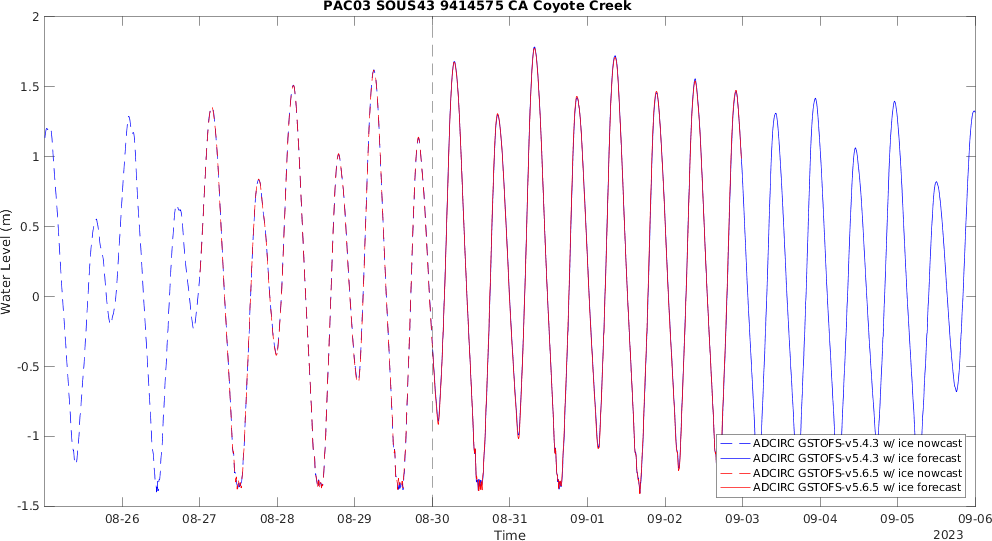 PAC03 SOUS43 9414575 CA Coyote Creek
2
1.5
1
0.5
0
-0.5
-1
-1.5
Water Level (m)
ADCIRC GSTOFS-v5.4.3 w/ ice nowcast
ADCIRC GSTOFS-v5.4.3 w/ ice forecast
ADCIRC GSTOFS-v5.6.5 w/ ice nowcast
ADCIRC GSTOFS-v5.6.5 w/ ice forecast
08-26 08-27 08-28 08-29 08-30 08-31 09-01 09-02 09-03 09-04 09-05 09-06
Time
2023